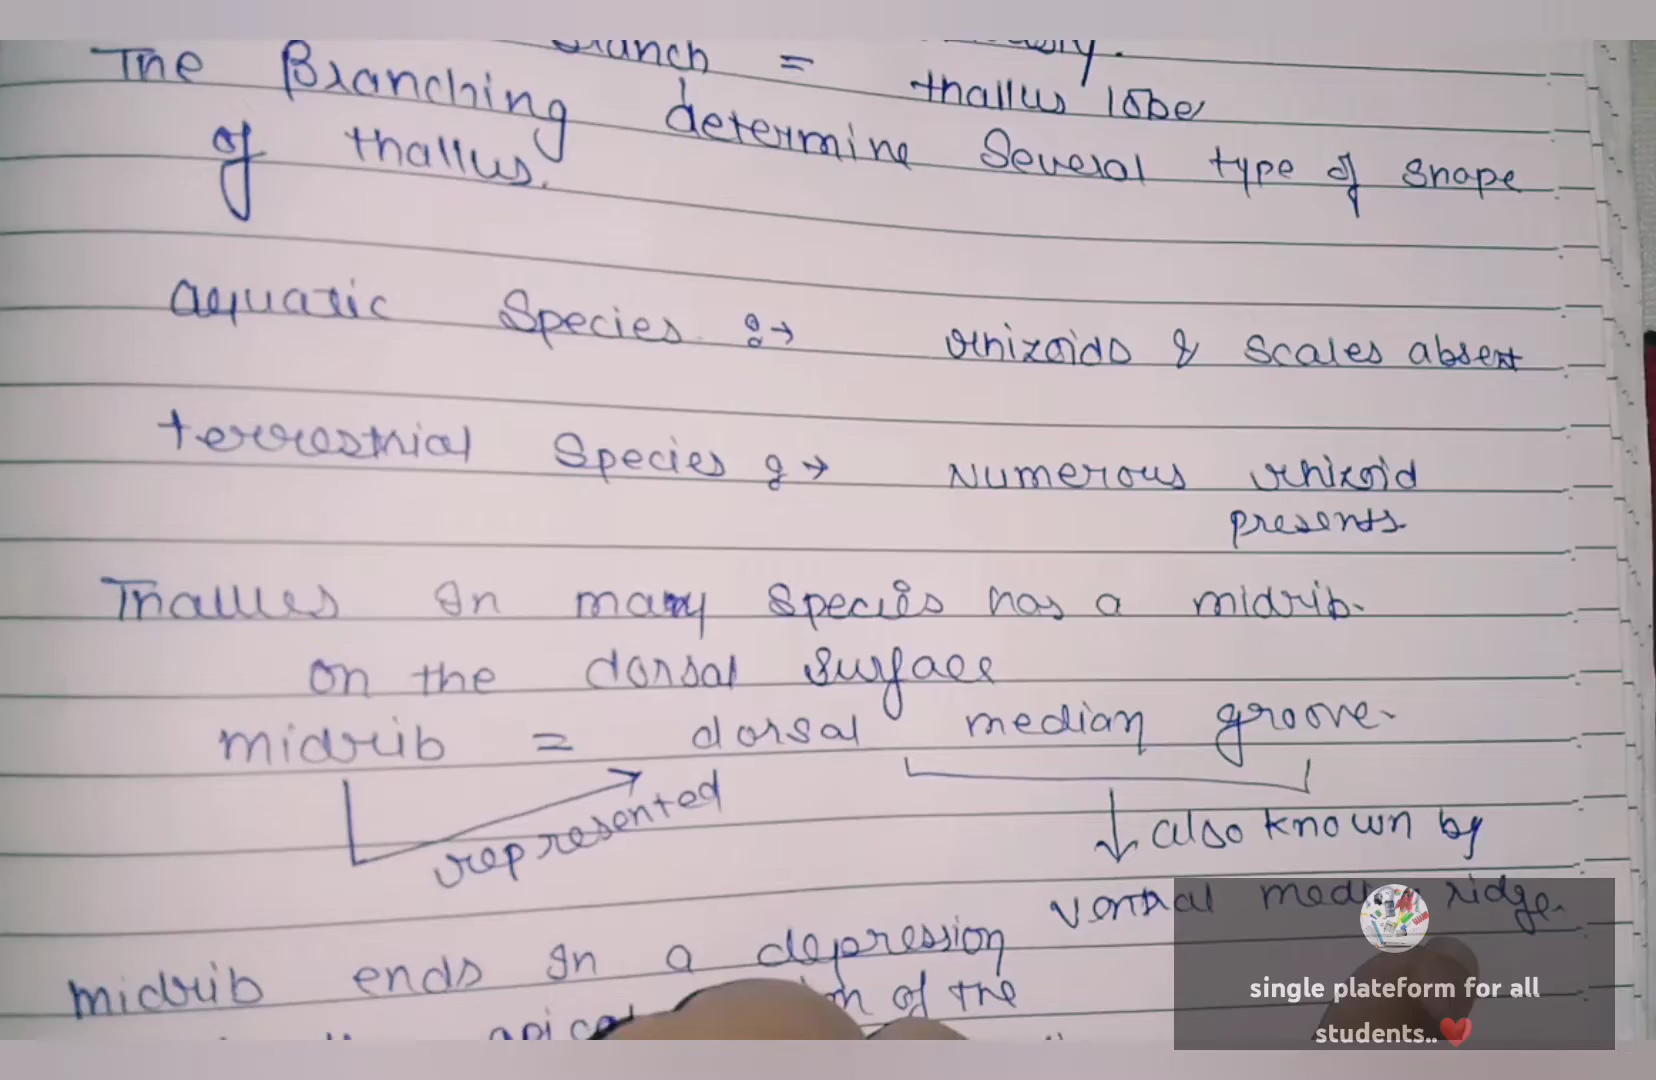 Branch =
thallus lobe
The Branching determine Several type of shape
of thallus.
aquatic Species :→ rhizoids & scales absent
terrestrial Species :→ Numerous rhizoid
presents
Thallus In many species has a midrib.
on the dorsal surface
midrib = dorsal median groove.
represented
↓ also known by
ventral ridge.
midrib ends in a depression
apical of the
single plateform for all
students..❤️